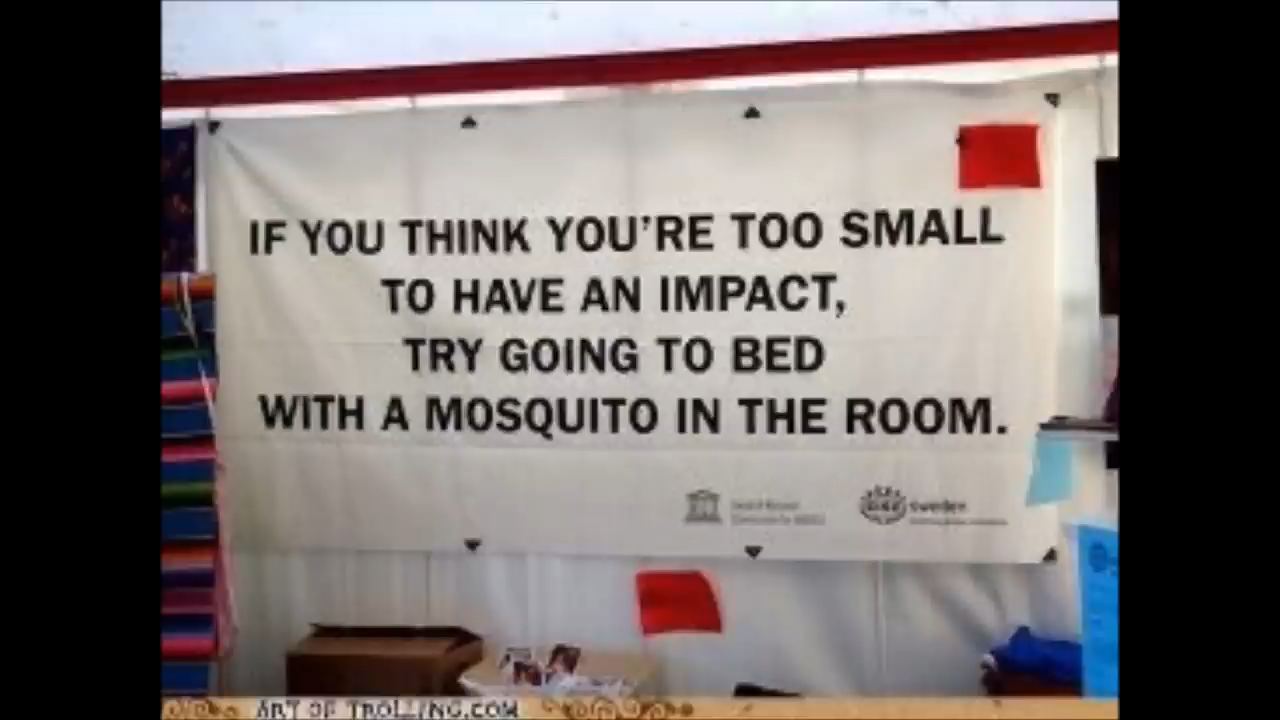 IF YOU THINK YOU'RE TOO SMALL
TO HAVE AN IMPACT,
TRY GOING TO BED
WITH A MOSQUITO IN THE ROOM.
sweden
ART OF TROLLING.COM